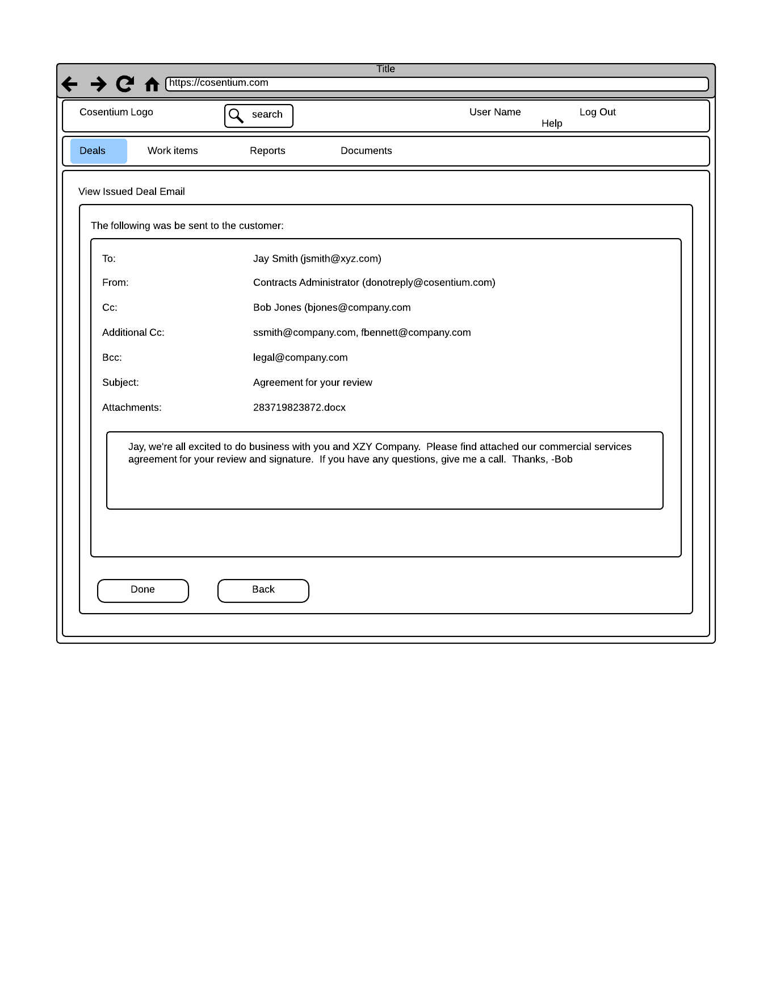 Title
https://cosentium.com
Cosentium Logo
search
User Name
Log Out
Help
Deals
Work items
Reports
Documents
View Issued Deal Email
The following was be sent to the customer:
To: Jay Smith (jsmith@xyz.com)
From: Contracts Administrator (donotreply@cosentium.com)
Cc: Bob Jones (bjones@company.com
Additional Cc: ssmith@company.com, fbennett@company.com
Bcc: legal@company.com
Subject: Agreement for your review
Attachments: 283719823872.docx
Jay, we're all excited to do business with you and XZY Company.  Please find attached our commercial services
agreement for your review and signature.  If you have any questions, give me a call.  Thanks, -Bob
Done
Back